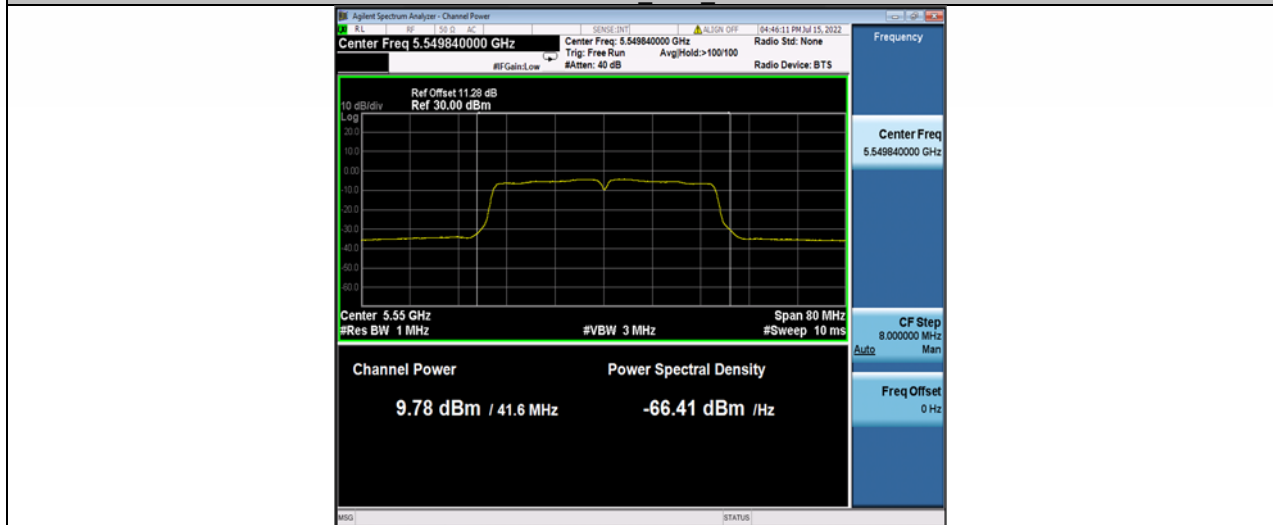 Agilent Spectrum Analyzer - Channel Power
RL RF 50 Ω AC SENSE:INT ALIGN OFF 04:46:11 PM Jul 15, 2022
Center Freq 5.549840000 GHz
Center Freq: 5.549840000 GHz Radio Std: None
Trig: Free Run Avg|Hold:>100/100
#IFGain:Low #Atten: 40 dB Radio Device: BTS
Frequency
Ref Offset 11.28 dB
10 dB/div Ref 30.00 dBm
Log
20.0
10.0
0.00
-10.0
-20.0
-30.0
-40.0
-50.0
-60.0
Center Freq
5.549840000 GHz
Center 5.55 GHz Span 80 MHz
#Res BW 1 MHz #VBW 3 MHz #Sweep 10 ms
CF Step
8.000000 MHz
Auto Man
Channel Power Power Spectral Density
9.78 dBm / 41.6 MHz -66.41 dBm /Hz
Freq Offset
0 Hz
MSG STATUS